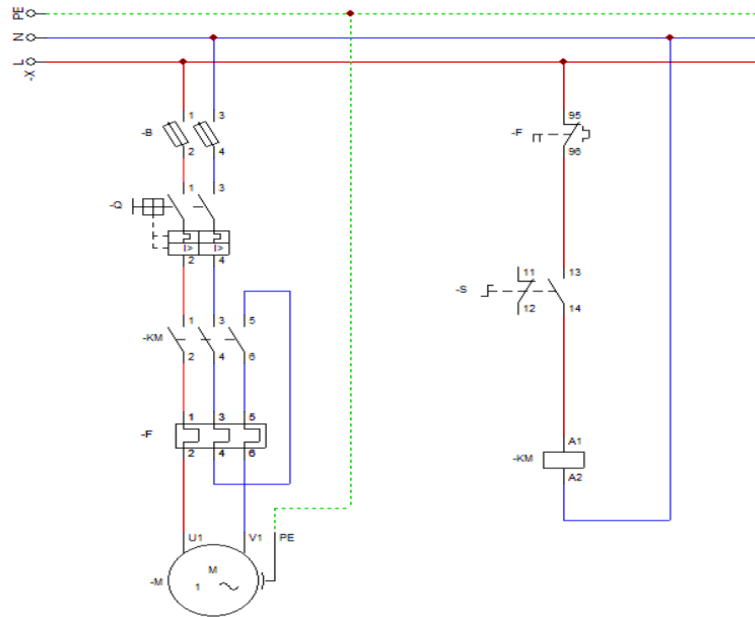 PE
N
L
-X
1 3
-B
2 4
1 3
-Q
I> I>
2 4
1 3 5
-KM
2 4 6
1 3 5
-F
2 4 6
U1 V1 PE
-M
M
1
95
-F
96
11 13
-S
12 14
A1
-KM
A2